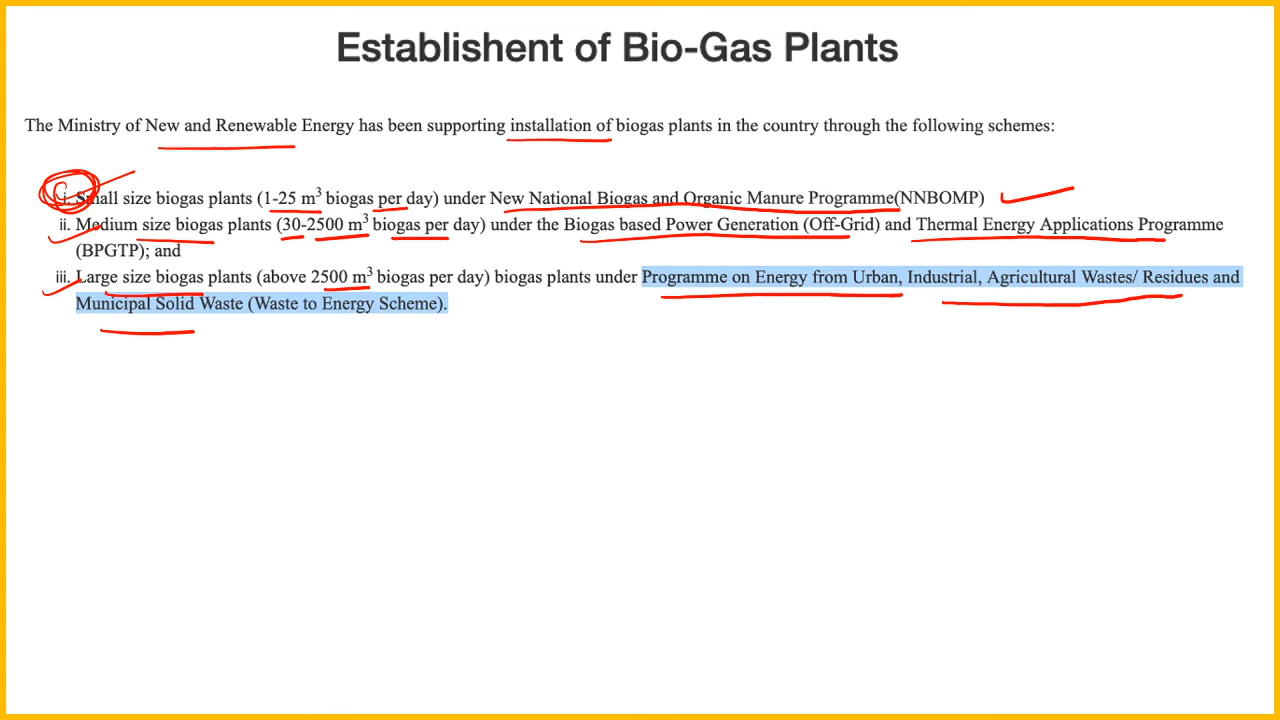 Establishent of Bio-Gas Plants
The Ministry of New and Renewable Energy has been supporting installation of biogas plants in the country through the following schemes:
i. Small size biogas plants (1-25 m³ biogas per day) under New National Biogas and Organic Manure Programme(NNBOMP)
ii. Medium size biogas plants (30-2500 m³ biogas per day) under the Biogas based Power Generation (Off-Grid) and Thermal Energy Applications Programme
(BPGTP); and
iii. Large size biogas plants (above 2500 m³ biogas per day) biogas plants under Programme on Energy from Urban, Industrial, Agricultural Wastes/ Residues and
Municipal Solid Waste (Waste to Energy Scheme).